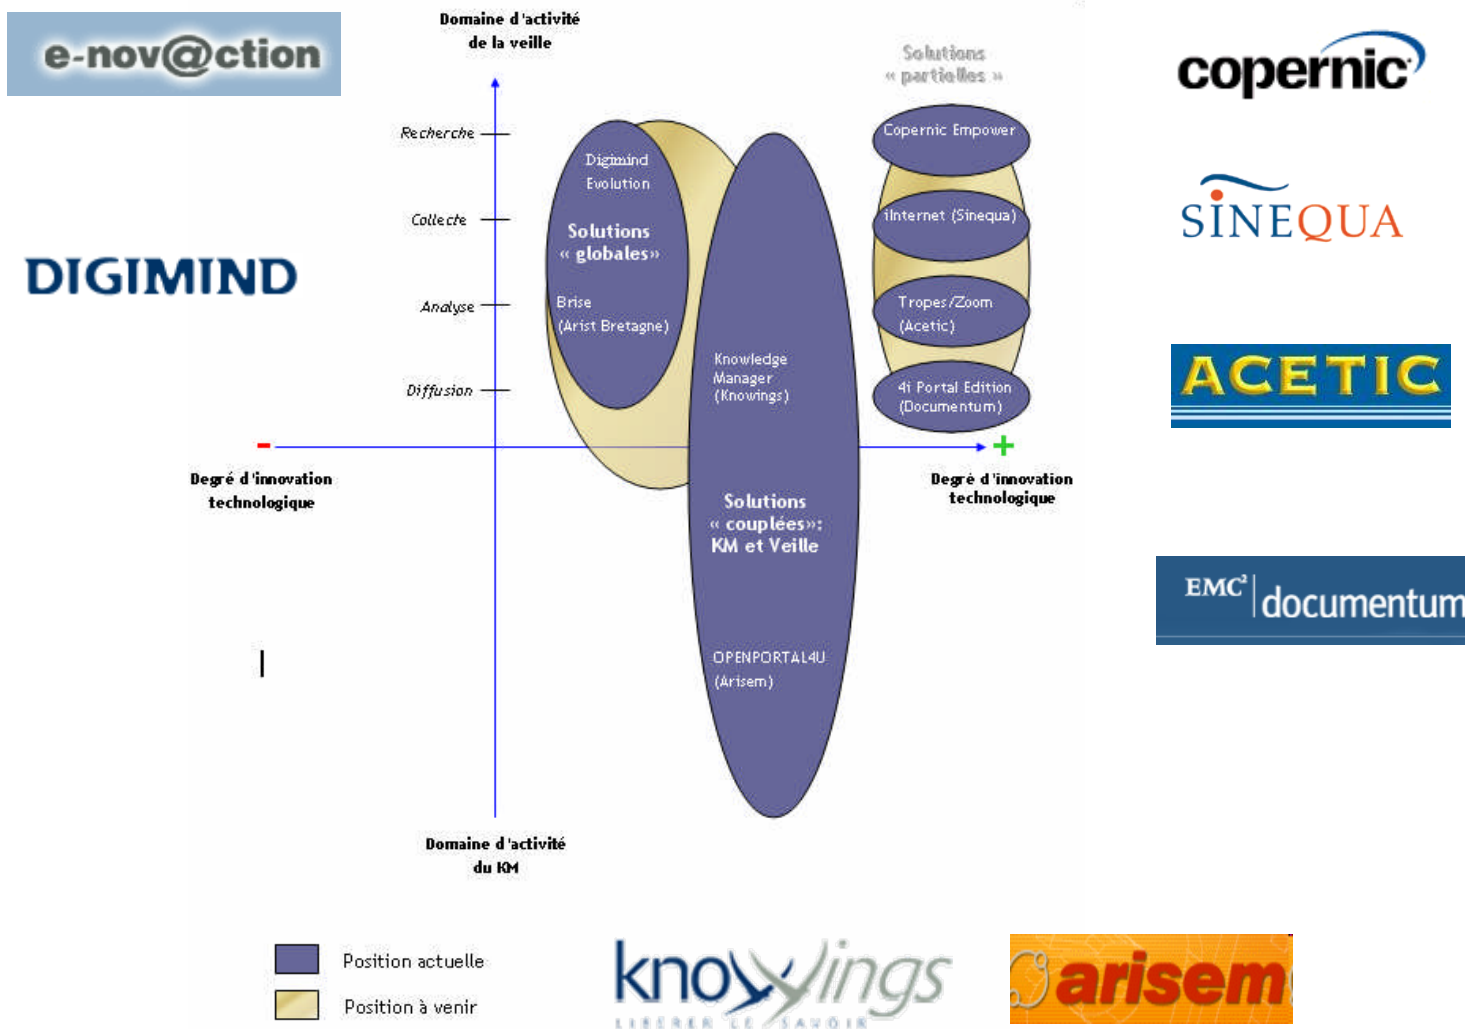 e-nov@ction
Domaine d'activité
de la veille
Solutions
« partielles »
copernic
Recherche
Copernic Empower
Digimind
Evolution
Collecte
iInternet (Sinequa)
SINEQUA
Solutions
« globales»
DIGIMIND
Analyse
Brise
(Arist Bretagne)
Tropes/Zoom
(Acetic)
Knowledge
Manager
(Knowings)
ACETIC
Diffusion
4i Portal Edition
(Documentum)
-
+
Degré d'innovation
technologique
Degré d'innovation
technologique
Solutions
« couplées»:
KM et Veille
EMC² documentum
OPENPORTAL4U
(Arisem)
Domaine d'activité
du KM
Position actuelle
Position à venir
knowings
LIBÉRER LE SAVOIR
arisem